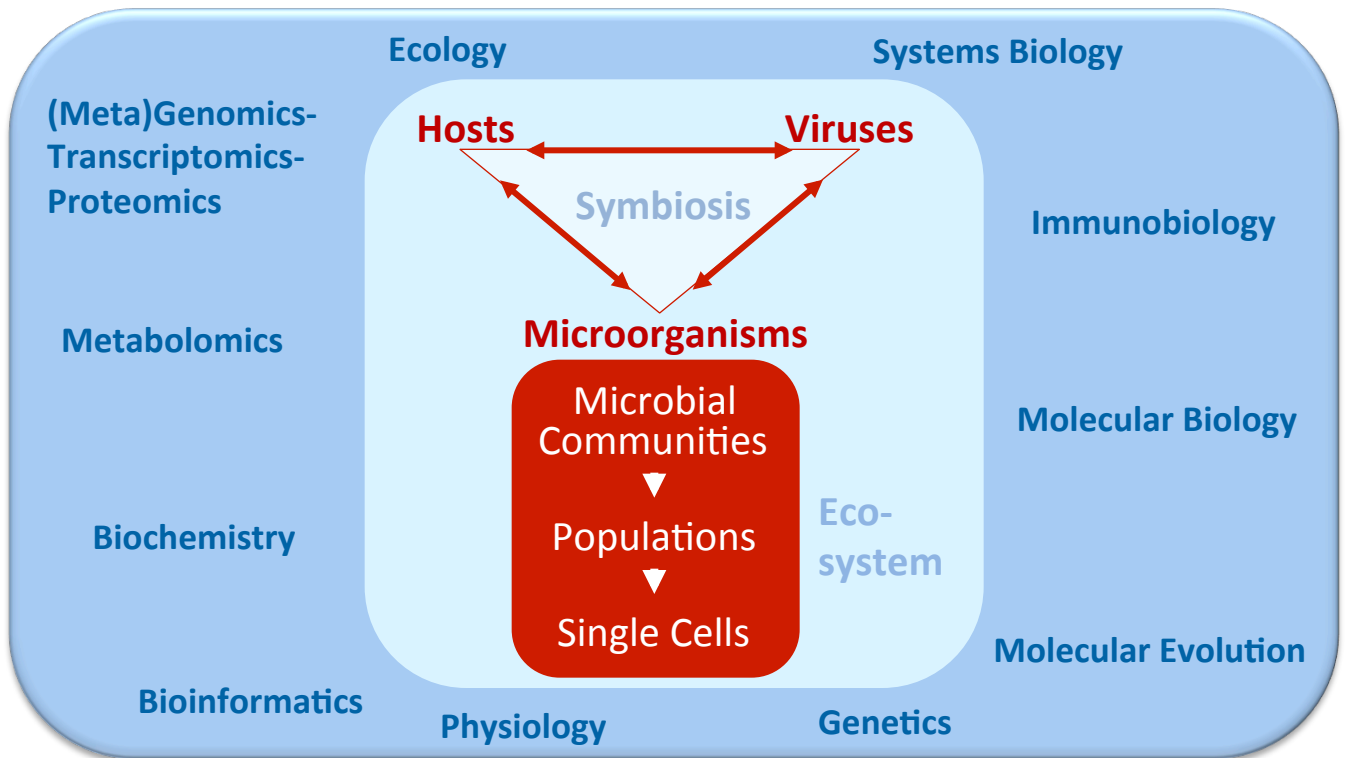 Ecology
Systems Biology
(Meta)Genomics-
Transcriptomics-
Proteomics
Hosts
Viruses
Symbiosis
Immunobiology
Metabolomics
Microorganisms
Microbial
Communities
Molecular Biology
Biochemistry
Populations
Eco-
system
Single Cells
Molecular Evolution
Bioinformatics
Physiology
Genetics